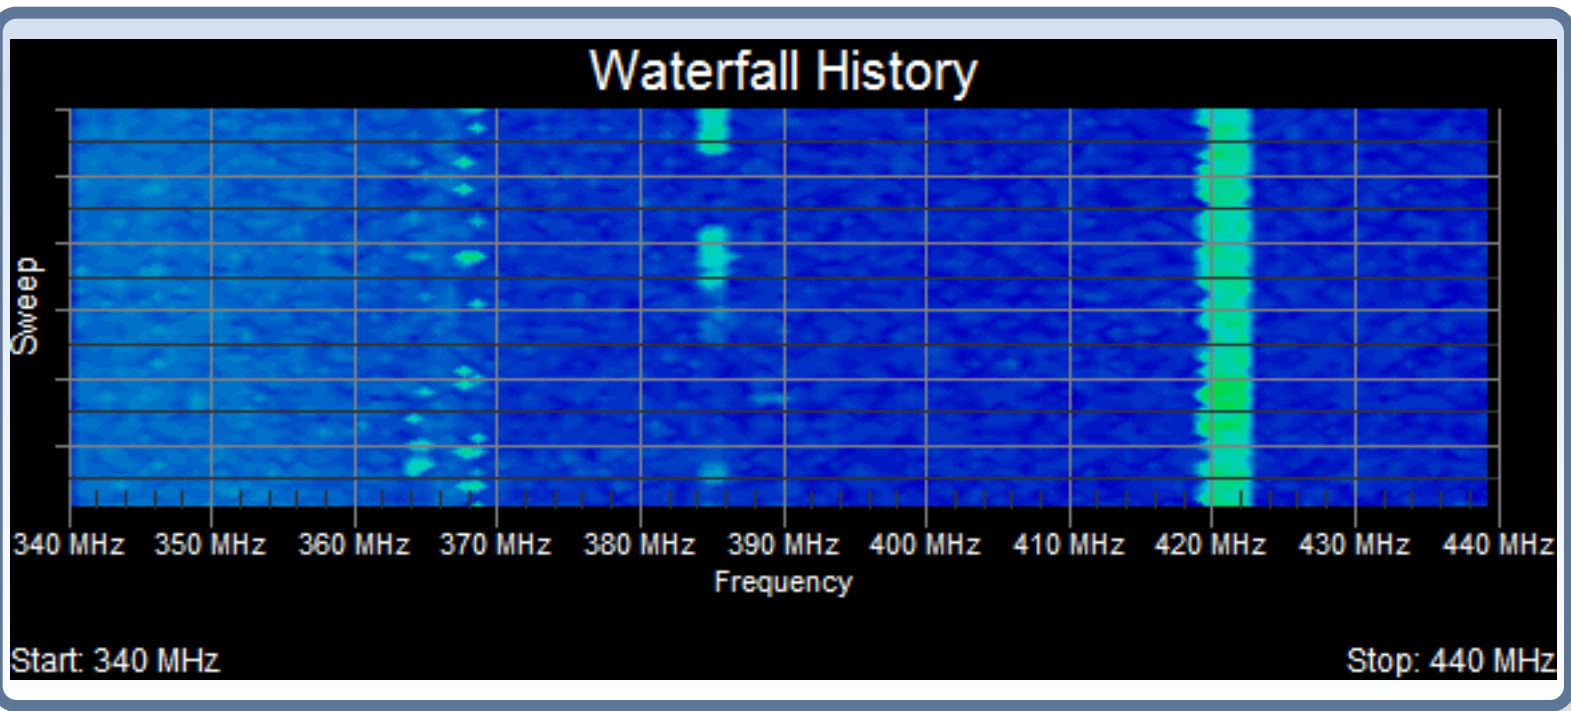 Waterfall History
Sweep
340 MHz 350 MHz 360 MHz 370 MHz 380 MHz 390 MHz 400 MHz 410 MHz 420 MHz 430 MHz 440 MHz
Frequency
Start: 340 MHz Stop: 440 MHz